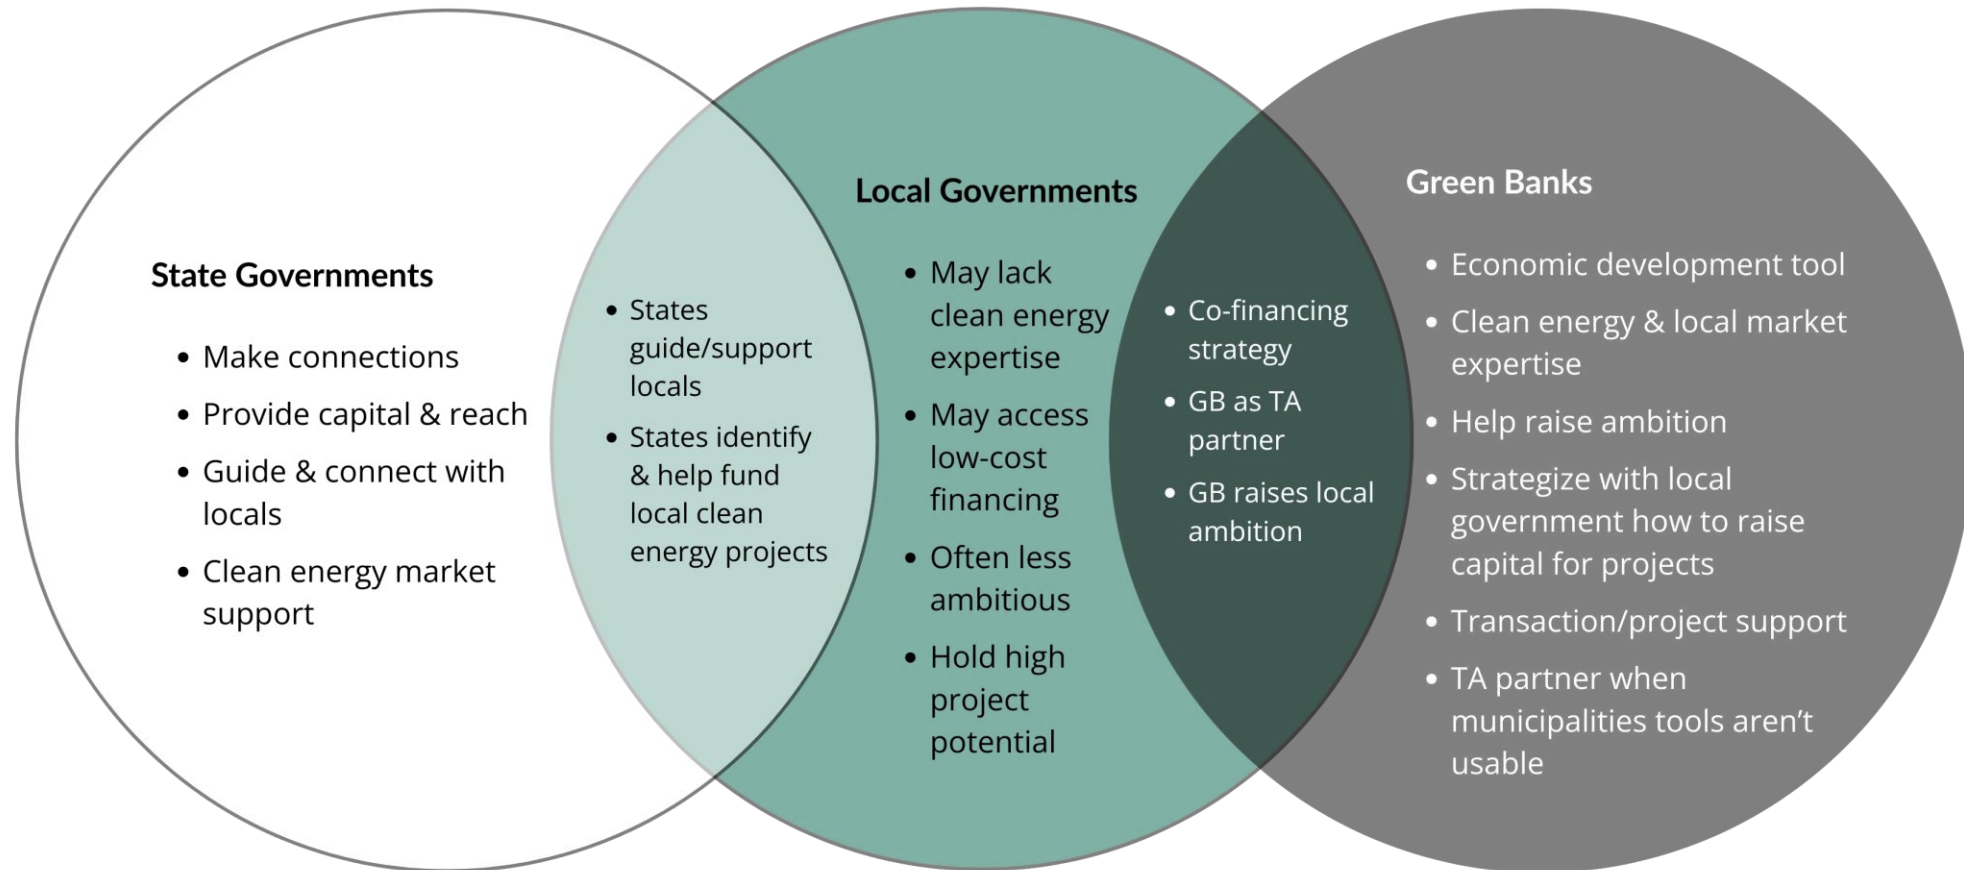 State Governments
• Make connections
• Provide capital & reach
• Guide & connect with
locals
• Clean energy market
support
• States
guide/support
locals
• States identify
& help fund
local clean
energy projects
Local Governments
• May lack
clean energy
expertise
• May access
low-cost
financing
• Often less
ambitious
• Hold high
project
potential
• Co-financing
strategy
• GB as TA
partner
• GB raises local
ambition
Green Banks
• Economic development tool
• Clean energy & local market
expertise
• Help raise ambition
• Strategize with local
government how to raise
capital for projects
• Transaction/project support
• TA partner when
municipalities tools aren’t
usable